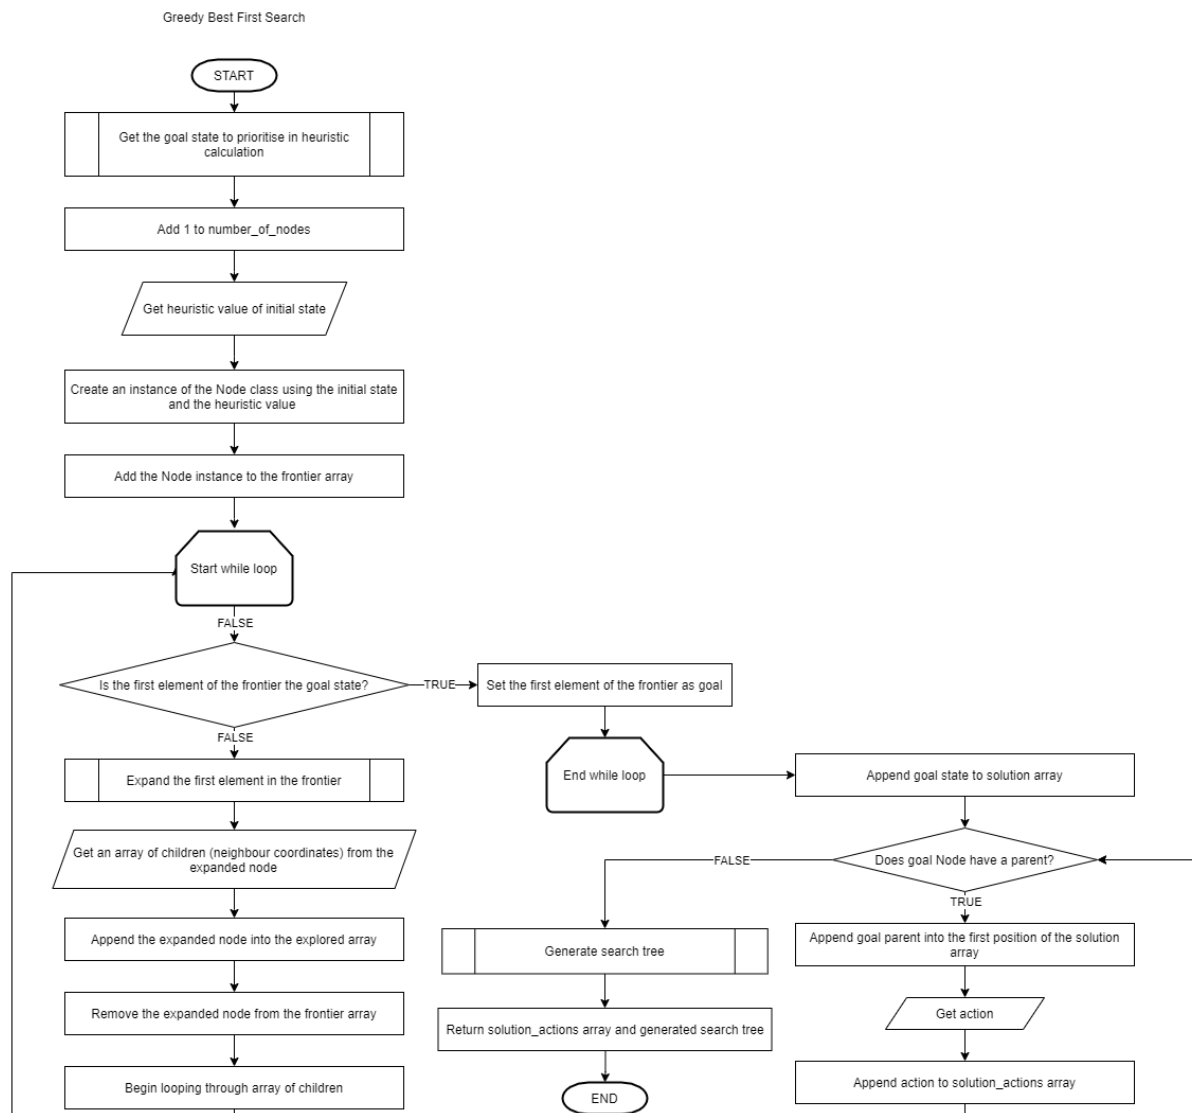 Greedy Best First Search
START
Get the goal state to prioritise in heuristic
calculation
Add 1 to number_of_nodes
Get heuristic value of initial state
Create an instance of the Node class using the initial state
and the heuristic value
Add the Node instance to the frontier array
Start while loop
FALSE
Is the first element of the frontier the goal state?
TRUE
Set the first element of the frontier as goal
FALSE
Expand the first element in the frontier
Get an array of children (neighbour coordinates) from the
expanded node
Append the expanded node into the explored array
Remove the expanded node from the frontier array
Begin looping through array of children
End while loop
Append goal state to solution array
Does goal Node have a parent?
FALSE
TRUE
Generate search tree
Return solution_actions array and generated search tree
END
Append goal parent into the first position of the solution
array
Get action
Append action to solution_actions array